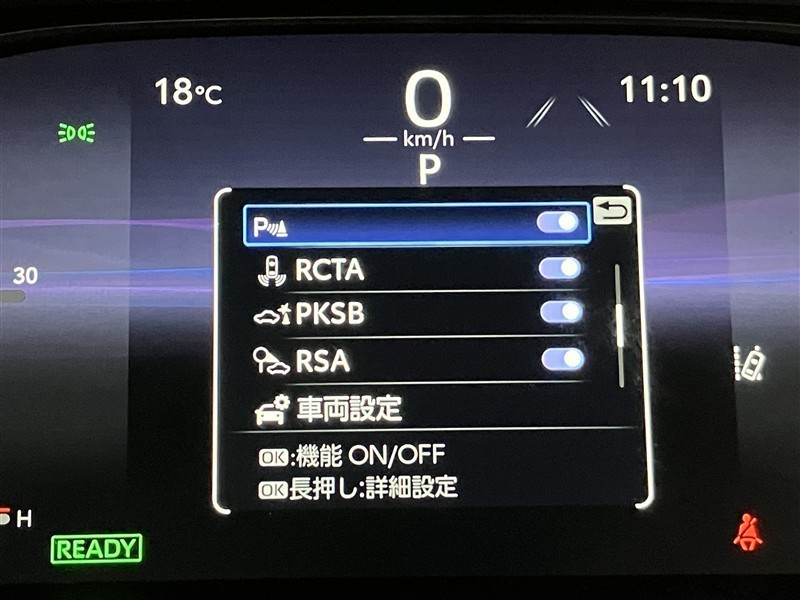 18℃
0
11:10
km/h
P
P
30
RCTA
PKSB
RSA
車両設定
OK:機能 ON/OFF
OK長押し:詳細設定
H
READY